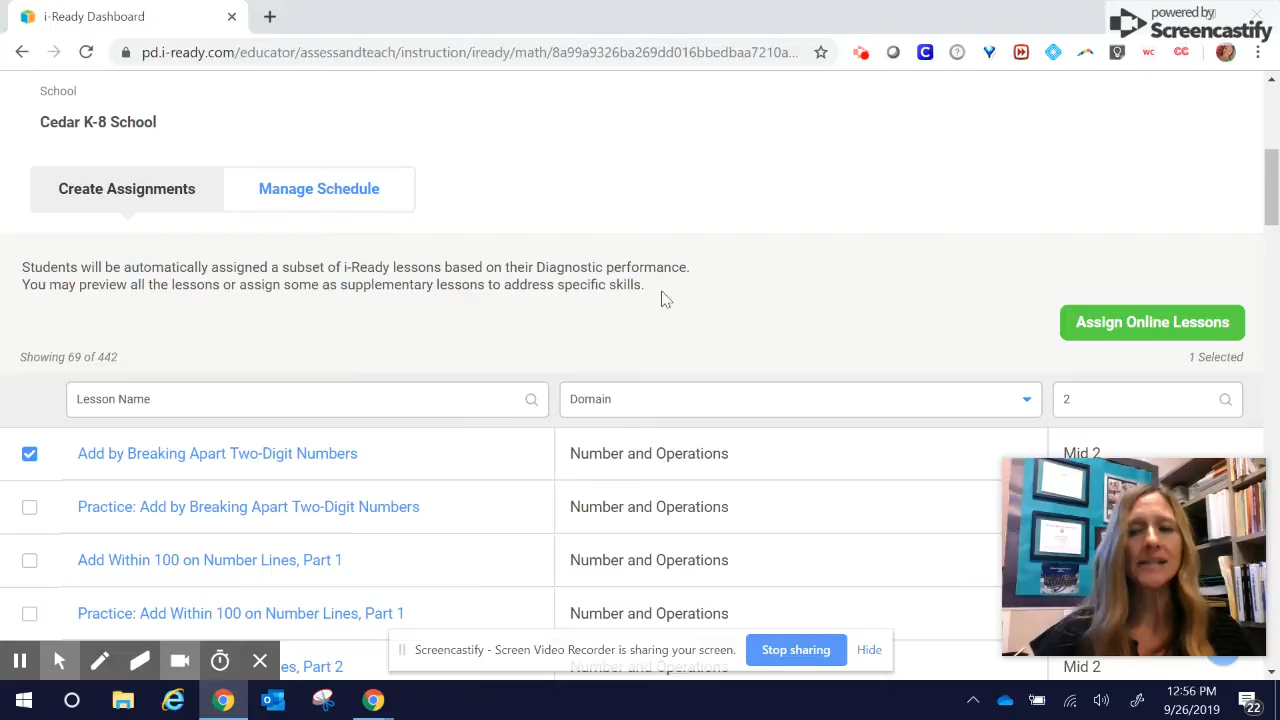 i-Ready Dashboard
powered by
Screencastify
pd.i-ready.com/educator/assessandteach/instruction/iready/math/8a99a9326ba269dd016bbedbaa7210a...
C
WC
CC
School
Cedar K-8 School
Create Assignments
Manage Schedule
Students will be automatically assigned a subset of i-Ready lessons based on their Diagnostic performance.
You may preview all the lessons or assign some as supplementary lessons to address specific skills.
Assign Online Lessons
Showing 69 of 442
1 Selected
Lesson Name
Domain
2
Add by Breaking Apart Two-Digit Numbers
Number and Operations
Mid 2
Practice: Add by Breaking Apart Two-Digit Numbers
Number and Operations
Add Within 100 on Number Lines, Part 1
Number and Operations
Practice: Add Within 100 on Number Lines, Part 1
Number and Operations
Screencastify - Screen Video Recorder is sharing your screen.
Stop sharing
Hide
es, Part 2
Number and Operations
Mid 2
12:56 PM
9/26/2019
22